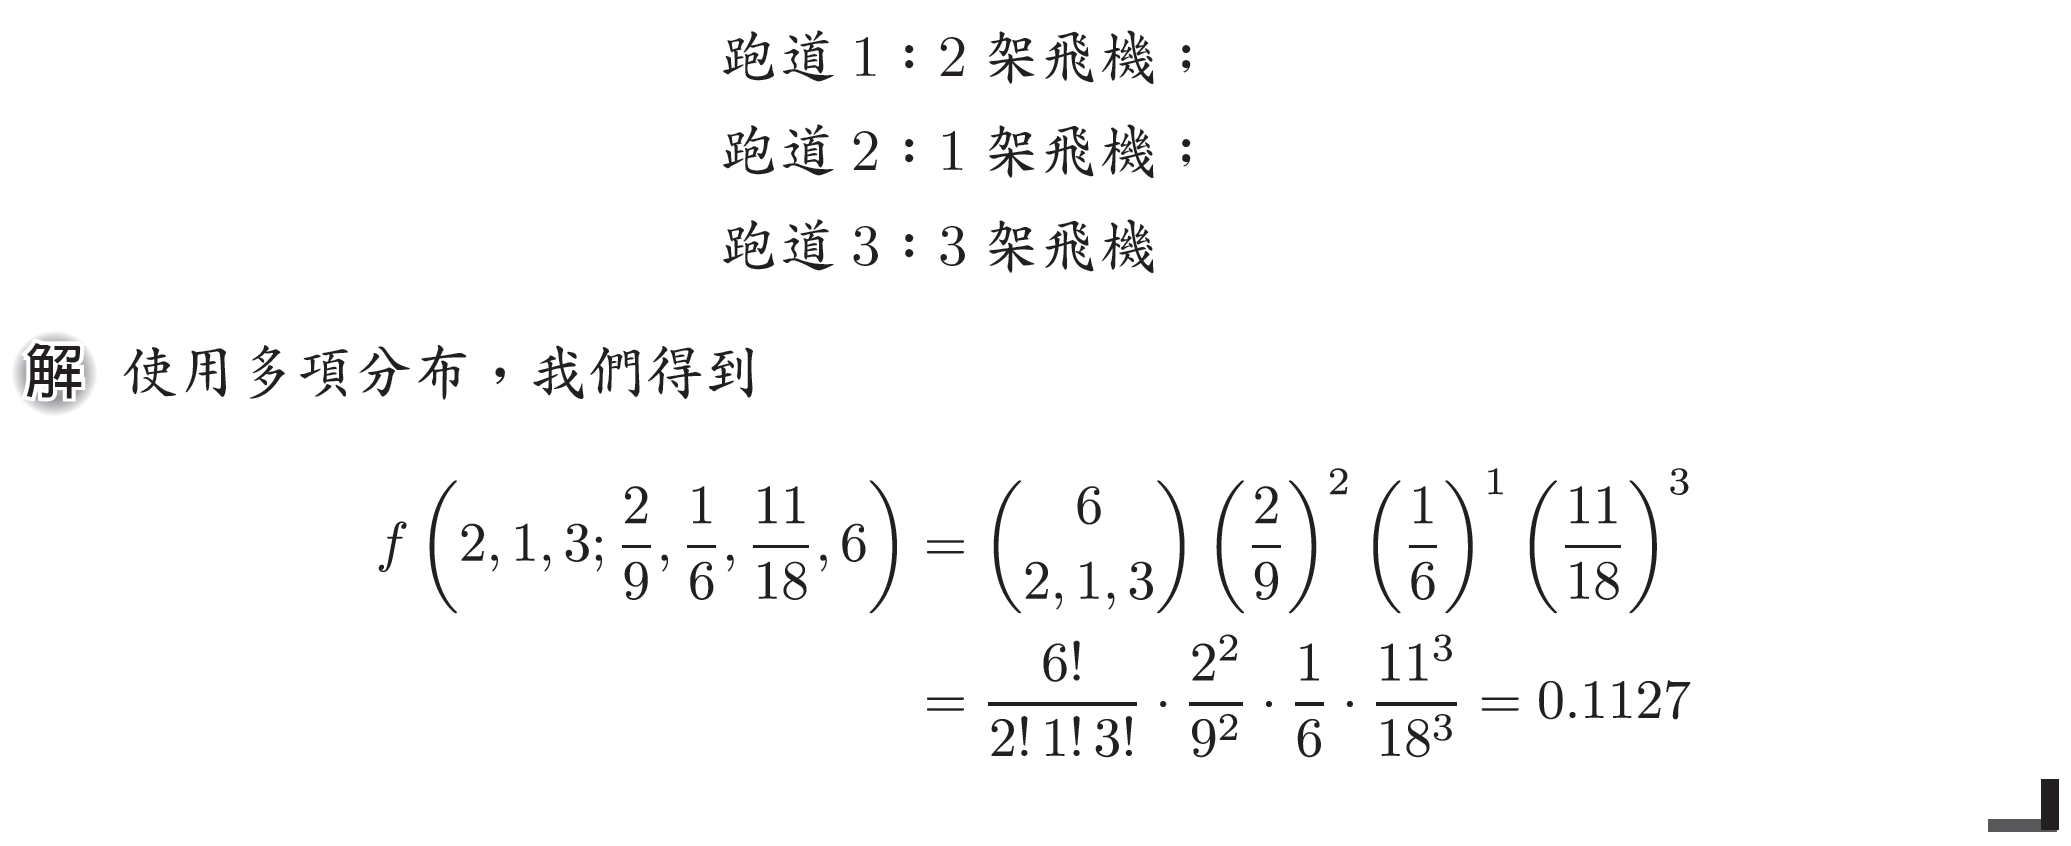 跑道 1：2 架飛機；
跑道 2：1 架飛機；
跑道 3：3 架飛機
解 使用多項分布，我們得到
$f\left(2,1,3;\frac{2}{9},\frac{1}{6},\frac{11}{18},6\right)=\binom{6}{2,1,3}\left(\frac{2}{9}\right)^2\left(\frac{1}{6}\right)^1\left(\frac{11}{18}\right)^3$
$=\frac{6!}{2!\,1!\,3!}\cdot\frac{2^2}{9^2}\cdot\frac{1}{6}\cdot\frac{11^3}{18^3}=0.1127$